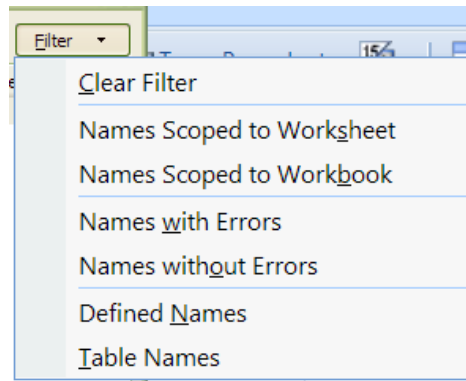 Filter
Clear Filter
Names Scoped to Worksheet
Names Scoped to Workbook
Names with Errors
Names without Errors
Defined Names
Table Names